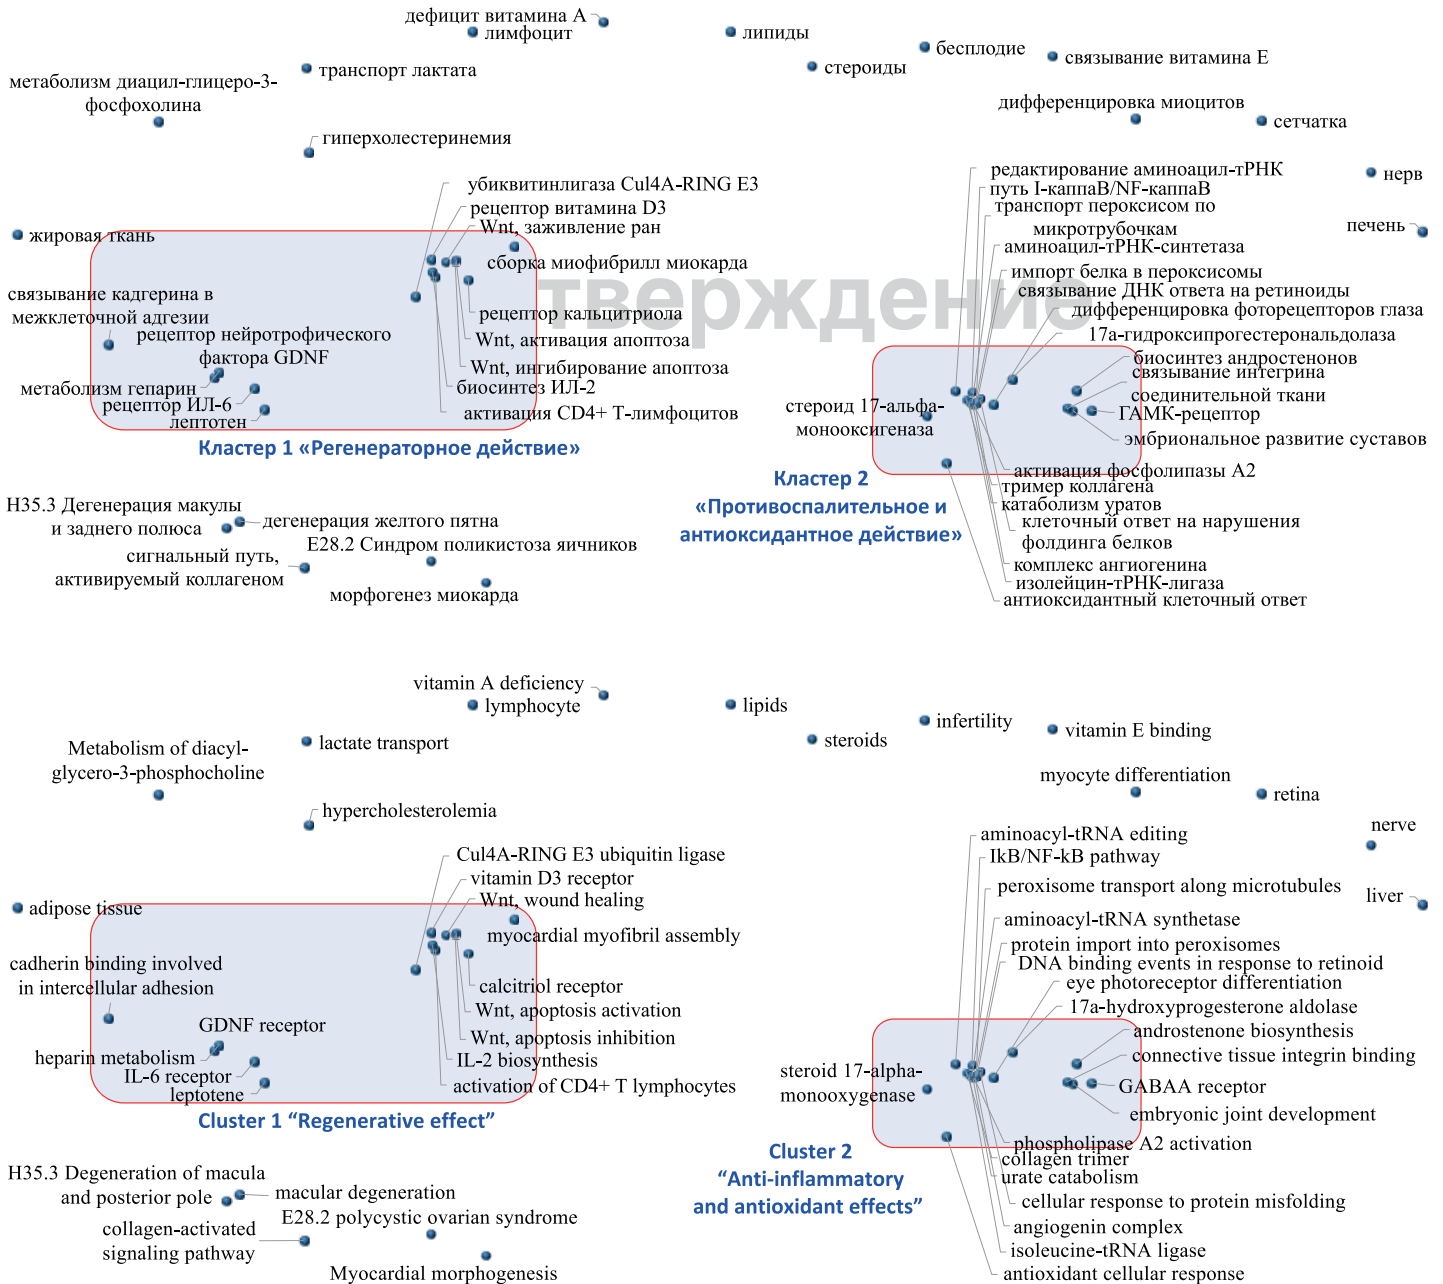 дефицит витамина А
лимфоцит
липиды
бесплодие
стероиды
связывание витамина Е
метаболизм диацил-глицеро-3-
фосфохолина
транспорт лактата
дифференцировка миоцитов
сетчатка
гиперхолестеринемия
нерв
печень
жировая ткань
убиквитинлигаза Cul4A-RING E3
рецептор витамина D3
Wnt, заживление ран
сборка миофибрилл миокарда
связывание кадгерина в
межклеточной адгезии
рецептор нейротрофического
фактора GDNF
рецептор кальцитриола
Wnt, активация апоптоза
Wnt, ингибирование апоптоза
метаболизм гепарин
рецептор ИЛ-6
лептотен
биосинтез ИЛ-2
активация CD4+ Т-лимфоцитов
Кластер 1 «Регенераторное действие»
тверждение
редактирование аминоацил-тРНК
путь I-каппаB/NF-каппаB
транспорт пероксисом по
микротрубочкам
аминоацил-тРНК-синтетаза
импорт белка в пероксисомы
связывание ДНК ответа на ретиноиды
дифференцировка фоторецепторов глаза
17а-гидроксипрогестерональдолаза
биосинтез андростенонов
связывание интегрина
соединительной ткани
стероид 17-альфа-
монооксигеназа
ГАМК-рецептор
эмбриональное развитие суставов
активация фосфолипазы А2
тример коллагена
катаболизм уратов
клеточный ответ на нарушения
фолдинга белков
комплекс ангиогенина
изолейцин-тРНК-лигаза
антиоксидантный клеточный ответ
Кластер 2
«Противоспалительное и
антиоксидантное действие»
H35.3 Дегенерация макулы
и заднего полюса
дегенерация желтого пятна
E28.2 Синдром поликистоза яичников
сигнальный путь,
активируемый коллагеном
морфогенез миокарда
vitamin A deficiency
lymphocyte
lipids
infertility
steroids
vitamin E binding
Metabolism of diacyl-
glycero-3-phosphocholine
lactate transport
myocyte differentiation
retina
hypercholesterolemia
nerve
liver
adipose tissue
Cul4A-RING E3 ubiquitin ligase
vitamin D3 receptor
Wnt, wound healing
myocardial myofibril assembly
cadherin binding involved
in intercellular adhesion
calcitriol receptor
Wnt, apoptosis activation
GDNF receptor
Wnt, apoptosis inhibition
heparin metabolism
IL-6 receptor
leptotene
IL-2 biosynthesis
activation of CD4+ T lymphocytes
Cluster 1 “Regenerative effect”
aminoacyl-tRNA editing
IkB/NF-kB pathway
peroxisome transport along microtubules
aminoacyl-tRNA synthetase
protein import into peroxisomes
DNA binding events in response to retinoid
eye photoreceptor differentiation
17a-hydroxyprogesterone aldolase
androstenone biosynthesis
connective tissue integrin binding
steroid 17-alpha-
monooxygenase
GABAA receptor
embryonic joint development
phospholipase A2 activation
collagen trimer
urate catabolism
cellular response to protein misfolding
angiogenin complex
isoleucine-tRNA ligase
antioxidant cellular response
Cluster 2
“Anti-inflammatory
and antioxidant effects”
H35.3 Degeneration of macula
and posterior pole
macular degeneration
E28.2 polycystic ovarian syndrome
collagen-activated
signaling pathway
Myocardial morphogenesis